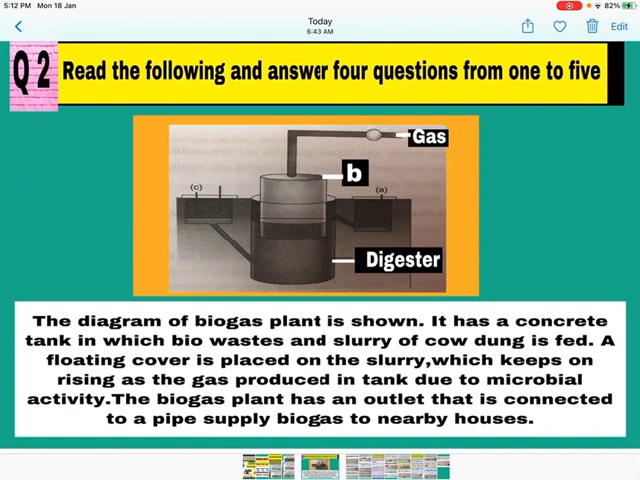 5:12 PM Mon 18 Jan
82%
Today
6:43 AM
Edit
Q 2
Read the following and answer four questions from one to five
Gas
b
(c)
(a)
Digester
The diagram of biogas plant is shown. It has a concrete
tank in which bio wastes and slurry of cow dung is fed. A
floating cover is placed on the slurry,which keeps on
rising as the gas produced in tank due to microbial
activity.The biogas plant has an outlet that is connected
to a pipe supply biogas to nearby houses.